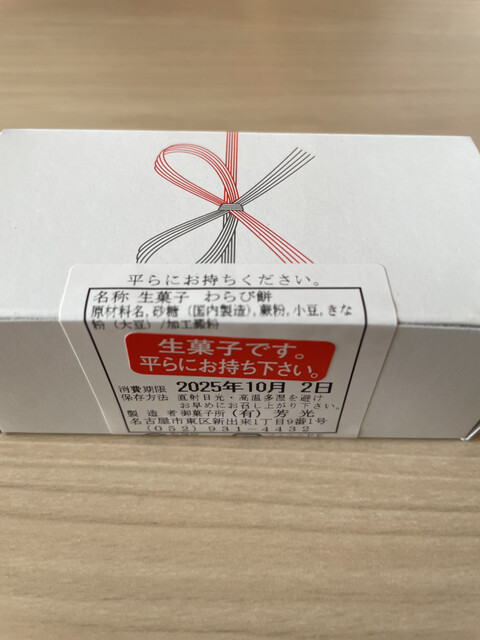 平らにお持ちください。
名称 生菓子 わらび餅
原材料名,砂糖(国内製造),蕨粉,小豆,きな
粉(大豆)/加工澱粉
生菓子です。
平らにお持ち下さい。
消費期限 2025年10月 2日
保存方法 直射日光・高温多湿を避け
お早めにお召し上がり下さい。
製造者 御菓子所(有)芳光
名古屋市東区新出来1丁目9番1号
(052)931-4432